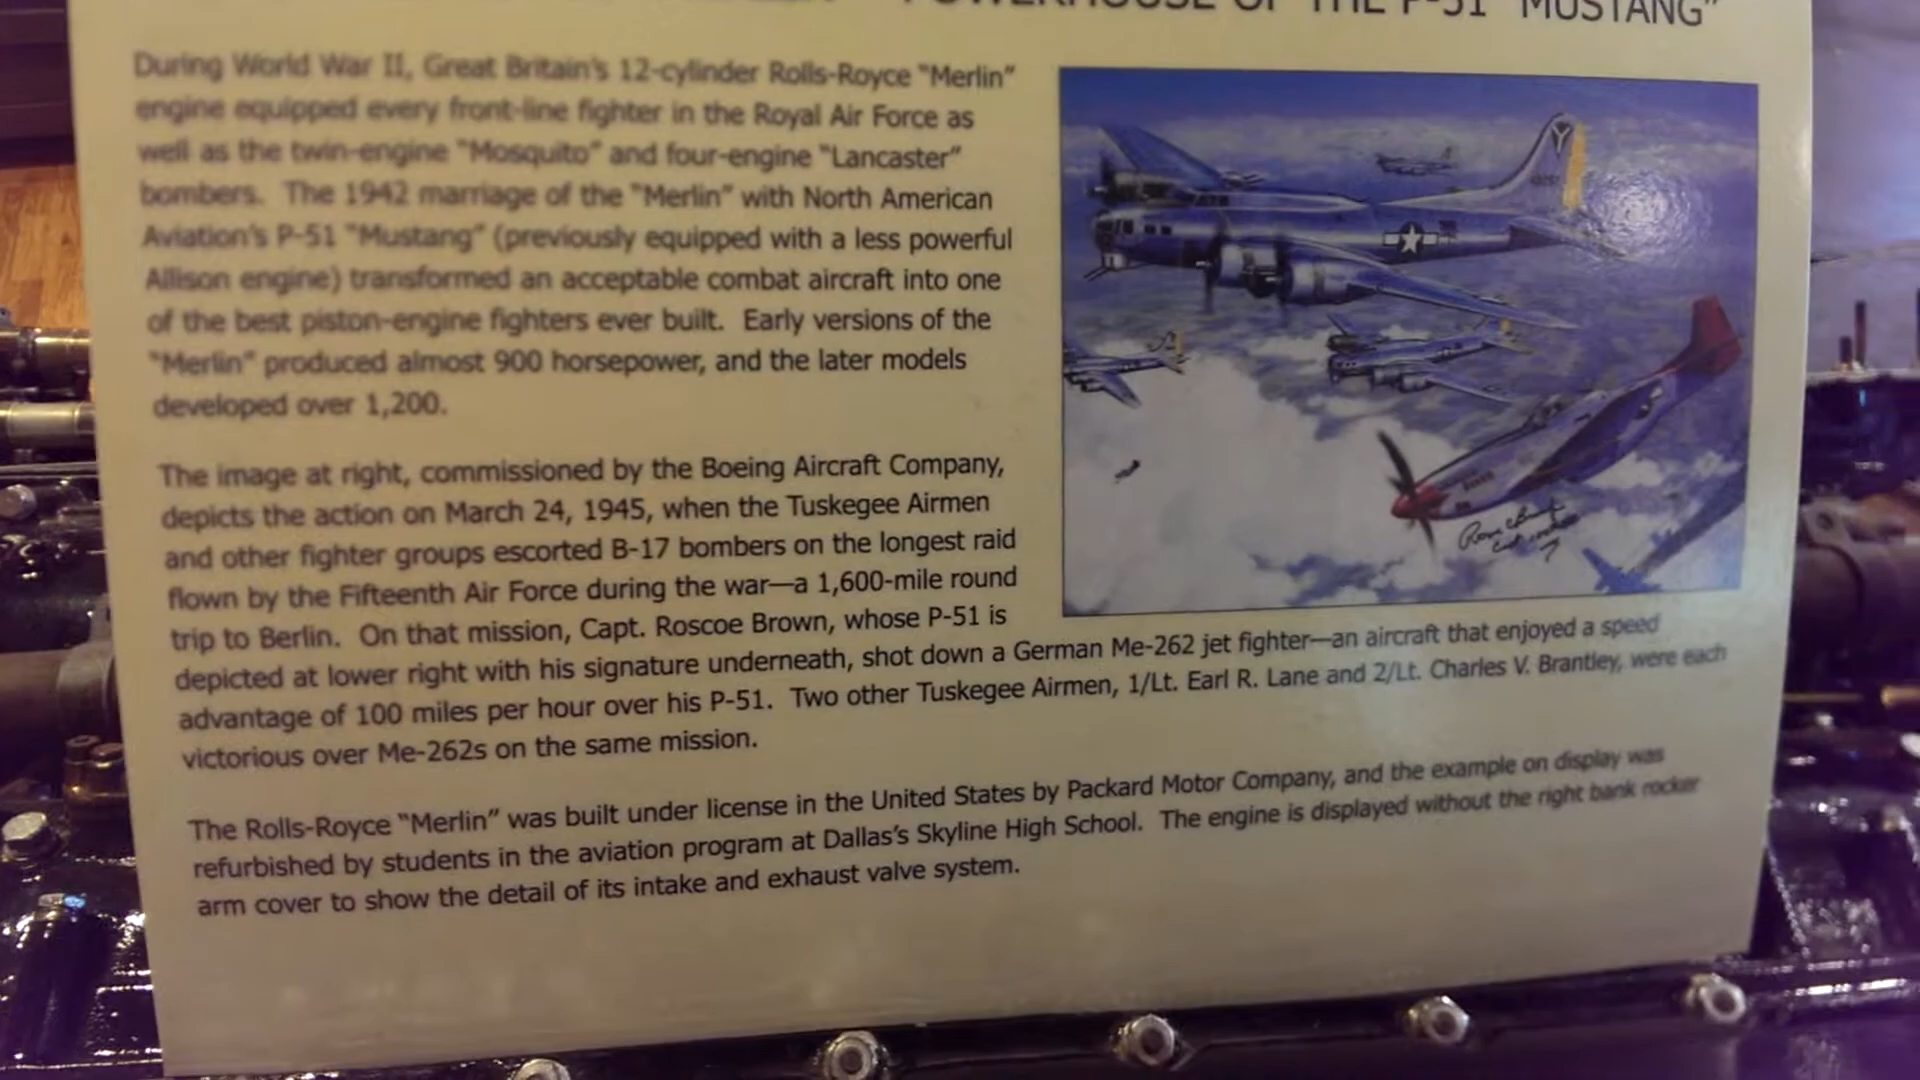 POWERHOUSE OF THE P-51 "MUSTANG"
During World War II, Great Britain's 12-cylinder Rolls-Royce "Merlin"
engine equipped every front-line fighter in the Royal Air Force as
well as the twin-engine "Mosquito" and four-engine "Lancaster"
bombers. The 1942 marriage of the "Merlin" with North American
Aviation's P-51 "Mustang" (previously equipped with a less powerful
Allison engine) transformed an acceptable combat aircraft into one
of the best piston-engine fighters ever built. Early versions of the
"Merlin" produced almost 900 horsepower, and the later models
developed over 1,200.
The image at right, commissioned by the Boeing Aircraft Company,
depicts the action on March 24, 1945, when the Tuskegee Airmen
and other fighter groups escorted B-17 bombers on the longest raid
flown by the Fifteenth Air Force during the war—a 1,600-mile round
trip to Berlin. On that mission, Capt. Roscoe Brown, whose P-51 is
depicted at lower right with his signature underneath, shot down a German Me-262 jet fighter—an aircraft that enjoyed a speed
advantage of 100 miles per hour over his P-51. Two other Tuskegee Airmen, 1/Lt. Earl R. Lane and 2/Lt. Charles V. Brantley, were each
victorious over Me-262s on the same mission.
The Rolls-Royce "Merlin" was built under license in the United States by Packard Motor Company, and the example on display was
refurbished by students in the aviation program at Dallas's Skyline High School. The engine is displayed without the right bank rocker
arm cover to show the detail of its intake and exhaust valve system.